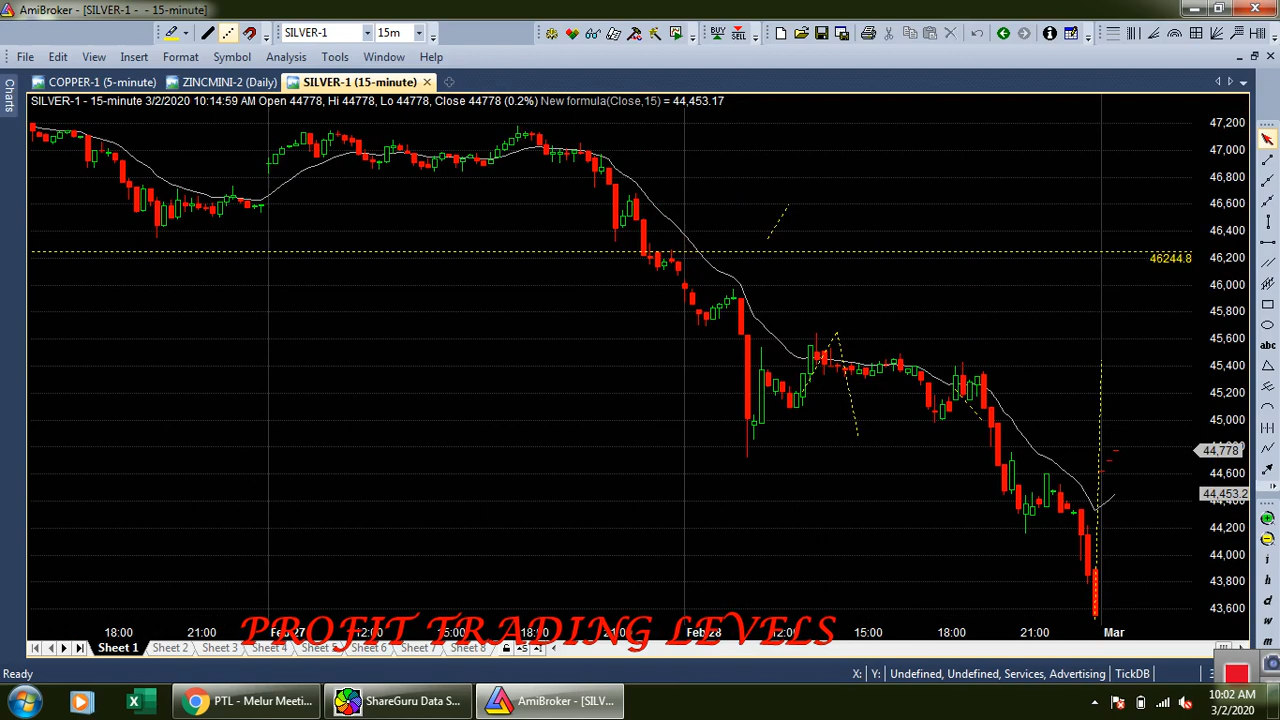 AmiBroker - [SILVER-1 - - 15-minute]
SILVER-1
15m
BUY
SELL
File Edit View Insert Format Symbol Analysis Tools Window Help
Charts
COPPER-1 (5-minute)
ZINCMINI-2 (Daily)
SILVER-1 (15-minute)
SILVER-1 - 15-minute 3/2/2020 10:14:59 AM Open 44778, Hi 44778, Lo 44778, Close 44778 (0.2%) New formula(Close,15) = 44,453.17
47,200
47,000
46,800
46,600
46,400
46244.8
46,200
46,000
45,800
45,600
45,400
45,200
45,000
44,778
44,600
44,453.2
44,200
44,000
43,800
43,600
abc
i
h
d
w
m
18:00 21:00 Feb 27 12:00 15:00 18:00 21:00 Feb 28 12:00 15:00 18:00 21:00 Mar
PROFIT TRADING LEVELS
Sheet 1 Sheet 2 Sheet 3 Sheet 4 Sheet 5 Sheet 6 Sheet 7 Sheet 8
Ready
X: Y: Undefined, Undefined, Services, Advertising TickDB
PTL - Melur Meeti...
ShareGuru Data S...
AmiBroker - [SILV...
10:02 AM
3/2/2020